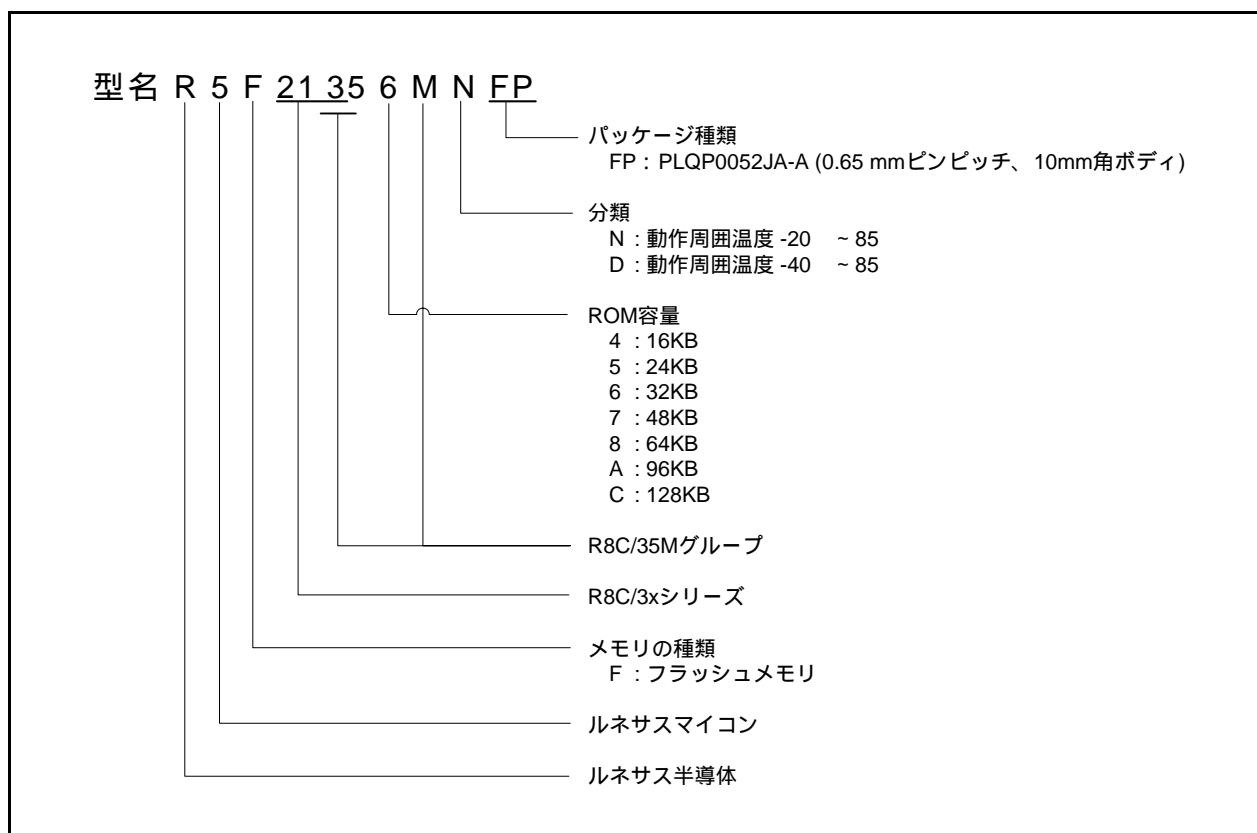 型名 R 5 F 21 35 6 M N FP
パッケージ種類
FP : PLQP0052JA-A (0.65 mmピンピッチ、10mm角ボディ)
分類
N : 動作周囲温度 -20 ~ 85
D : 動作周囲温度 -40 ~ 85
ROM容量
4 : 16KB
5 : 24KB
6 : 32KB
7 : 48KB
8 : 64KB
A : 96KB
C : 128KB
R8C/35Mグループ
R8C/3xシリーズ
メモリの種類
F : フラッシュメモリ
ルネサスマイコン
ルネサス半導体